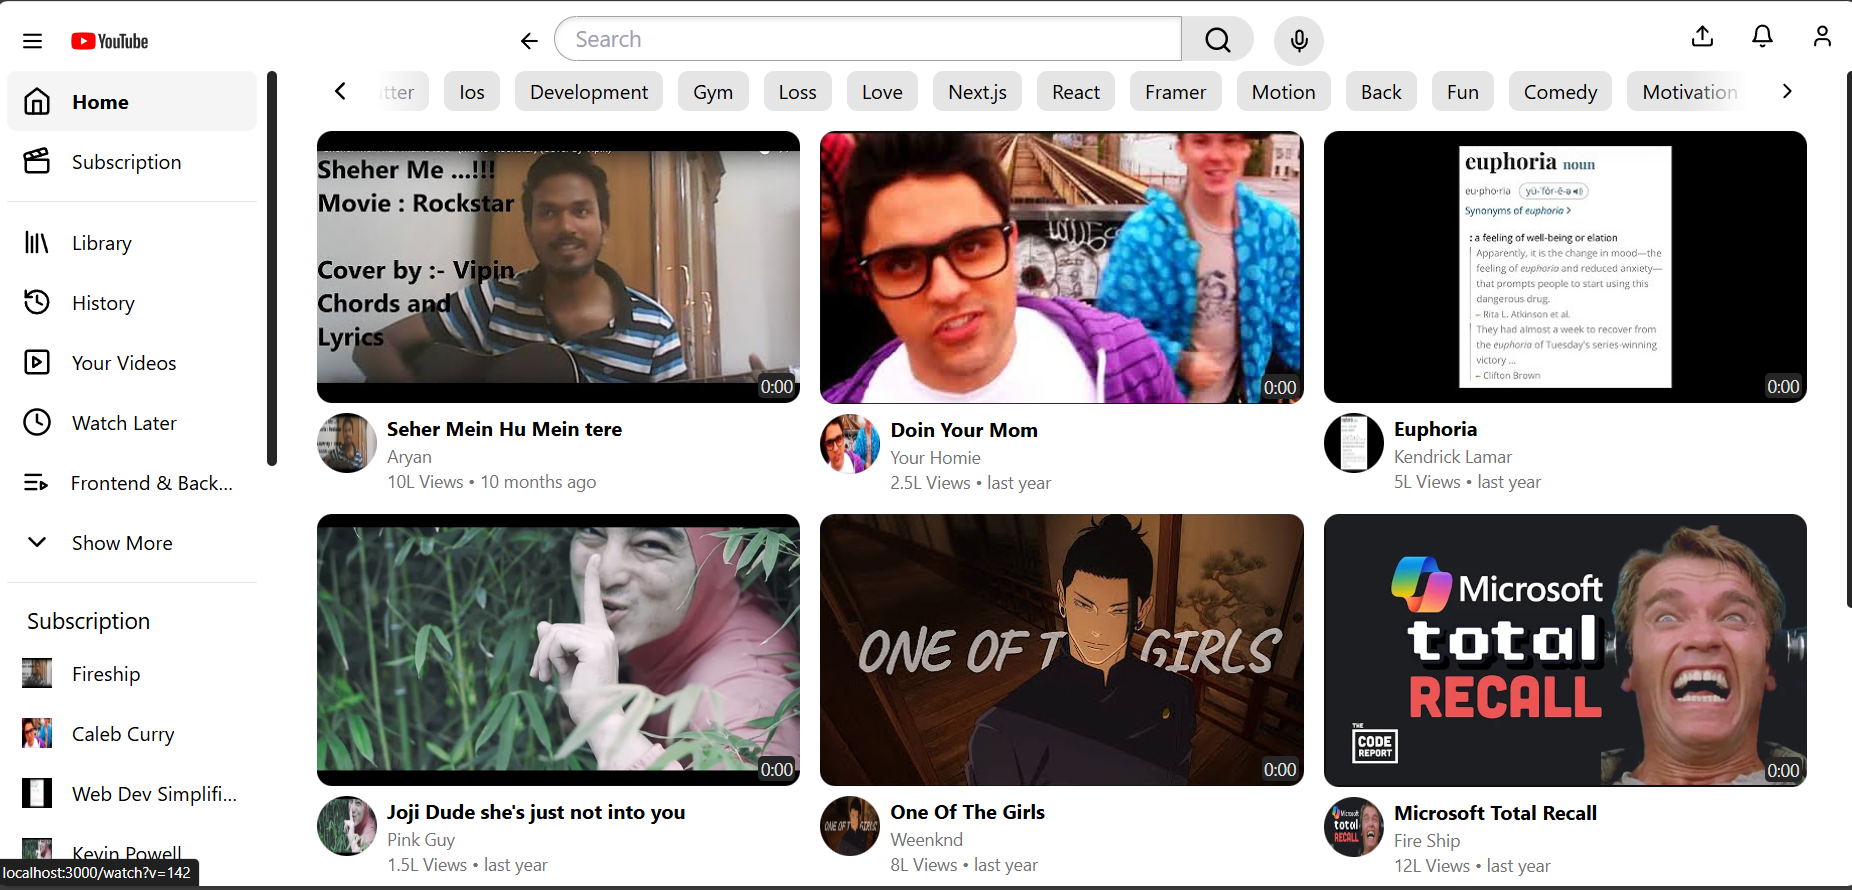 YouTube
Search
Home
Subscription
Library
History
Your Videos
Watch Later
Frontend & Back...
Show More
Subscription
Fireship
Caleb Curry
Web Dev Simplifi...
Kevin Powell
localhost:3000/watch?v=142
tter
Ios
Development
Gym
Loss
Love
Next.js
React
Framer
Motion
Back
Fun
Comedy
Motivation
Sheher Me ...!!!
Movie : Rockstar
Cover by :- Vipin
Chords and
Lyrics
0:00
Seher Mein Hu Mein tere
Aryan
10L Views • 10 months ago
0:00
Doin Your Mom
Your Homie
2.5L Views • last year
euphoria noun
eu·pho·ria yü-ˈfȯr-ē-ə
Synonyms of euphoria >
: a feeling of well-being or elation
Apparently, it is the change in mood—the
feeling of euphoria and reduced anxiety—
that prompts people to start using this
dangerous drug.
– Rita L. Atkinson et al.
They had almost a week to recover from
the euphoria of Tuesday's series-winning
victory ...
– Clifton Brown
0:00
Euphoria
Kendrick Lamar
5L Views • last year
0:00
Joji Dude she's just not into you
Pink Guy
1.5L Views • last year
ONE OF T GIRLS
0:00
One Of The Girls
Weenknd
8L Views • last year
Microsoft
total
RECALL
THE
CODE
REPORT
0:00
Microsoft Total Recall
Fire Ship
12L Views • last year